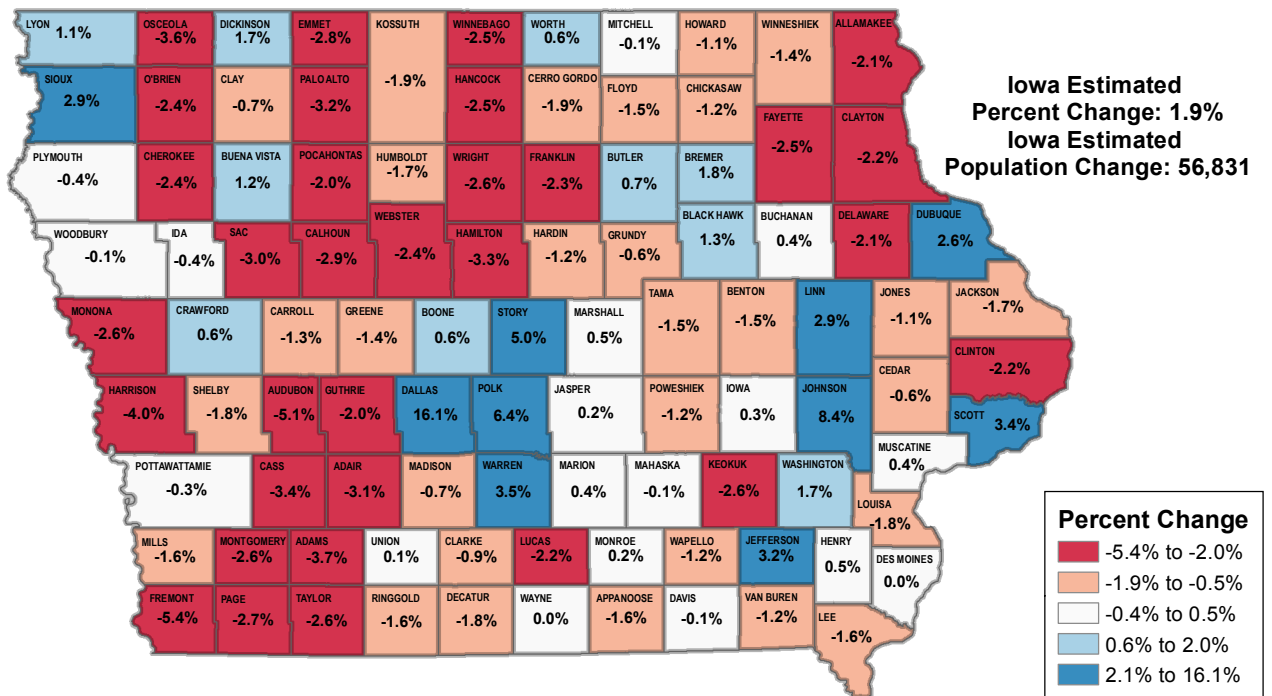 LYON
1.1%
OSCEOLA
-3.6%
DICKINSON
1.7%
EMMET
-2.8%
KOSSUTH
-1.9%
WINNEBAGO
-2.5%
WORTH
0.6%
MITCHELL
-0.1%
HOWARD
-1.1%
WINNESHIEK
-1.4%
ALLAMAKEE
-2.1%
SIOUX
2.9%
O'BRIEN
-2.4%
CLAY
-0.7%
PALO ALTO
-3.2%
HANCOCK
-2.5%
CERRO GORDO
-1.9%
FLOYD
-1.5%
CHICKASAW
-1.2%
FAYETTE
-2.5%
CLAYTON
-2.2%
Iowa Estimated
Percent Change: 1.9%
Iowa Estimated
Population Change: 56,831
PLYMOUTH
-0.4%
CHEROKEE
-2.4%
BUENA VISTA
1.2%
POCAHONTAS
-2.0%
HUMBOLDT
-1.7%
WRIGHT
-2.6%
FRANKLIN
-2.3%
BUTLER
0.7%
BREMER
1.8%
WOODBURY
-0.1%
IDA
-0.4%
SAC
-3.0%
CALHOUN
-2.9%
WEBSTER
-2.4%
HAMILTON
-3.3%
HARDIN
-1.2%
GRUNDY
-0.6%
BLACK HAWK
1.3%
BUCHANAN
0.4%
DELAWARE
-2.1%
DUBUQUE
2.6%
MONONA
-2.6%
CRAWFORD
0.6%
CARROLL
-1.3%
GREENE
-1.4%
BOONE
0.6%
STORY
5.0%
MARSHALL
0.5%
TAMA
-1.5%
BENTON
-1.5%
LINN
2.9%
JONES
-1.1%
JACKSON
-1.7%
CLINTON
-2.2%
HARRISON
-4.0%
SHELBY
-1.8%
AUDUBON
-5.1%
GUTHRIE
-2.0%
DALLAS
16.1%
POLK
6.4%
JASPER
0.2%
POWESHIEK
-1.2%
IOWA
0.3%
JOHNSON
8.4%
CEDAR
-0.6%
SCOTT
3.4%
MUSCATINE
0.4%
POTTAWATTAMIE
-0.3%
CASS
-3.4%
ADAIR
-3.1%
MADISON
-0.7%
WARREN
3.5%
MARION
0.4%
MAHASKA
-0.1%
KEOKUK
-2.6%
WASHINGTON
1.7%
LOUISA
-1.8%
MILLS
-1.6%
MONTGOMERY
-2.6%
ADAMS
-3.7%
UNION
0.1%
CLARKE
-0.9%
LUCAS
-2.2%
MONROE
0.2%
WAPELLO
-1.2%
JEFFERSON
3.2%
HENRY
0.5%
DES MOINES
0.0%
FREMONT
-5.4%
PAGE
-2.7%
TAYLOR
-2.6%
RINGGOLD
-1.6%
DECATUR
-1.8%
WAYNE
0.0%
APPANOOSE
-1.6%
DAVIS
-0.1%
VAN BUREN
-1.2%
LEE
-1.6%
Percent Change
-5.4% to -2.0%
-1.9% to -0.5%
-0.4% to 0.5%
0.6% to 2.0%
2.1% to 16.1%